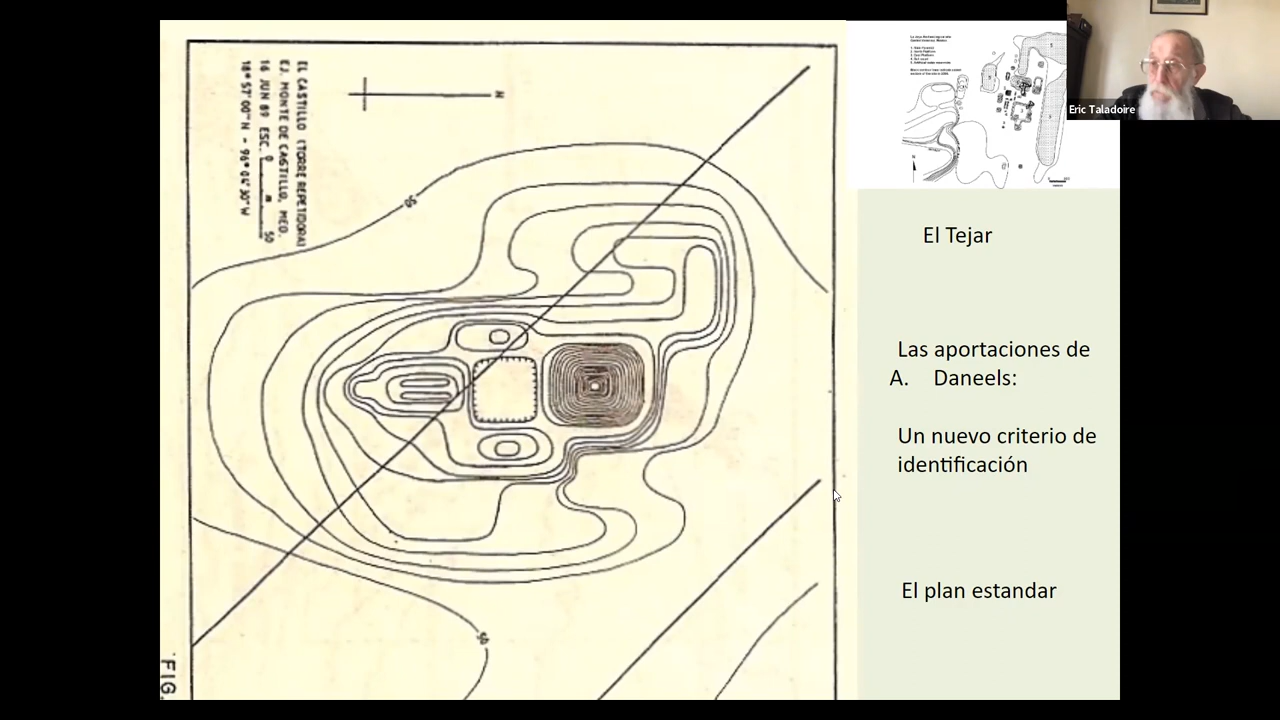 EL CASTILLO (TORRE REPETIDORA)
EJ. MONTE DE CASTILLO, MED.
16 JUN 89 ESC. 0 m 50
18° 57' 00" N - 96° 04' 30" W
N
50
50
FIG.
Eric Taladoire
El Tejar
Las aportaciones de
A. Daneels:
Un nuevo criterio de
identificación
El plan estandar